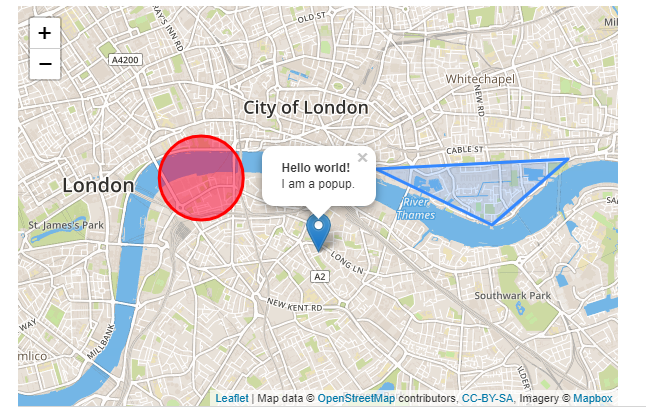 +
−
OLD ST.
RAY'S INN RD
A4200
Whitechapel
NEW RD
City of London
CABLE ST
Hello world!
I am a popup.
×
London
River
Thames
St. James's Park
LONG LN.
A2
NEW KENT RD
Southwark Park
WAY
MILLBANK
mlico
Leaflet | Map data © OpenStreetMap contributors, CC-BY-SA, Imagery © Mapbox